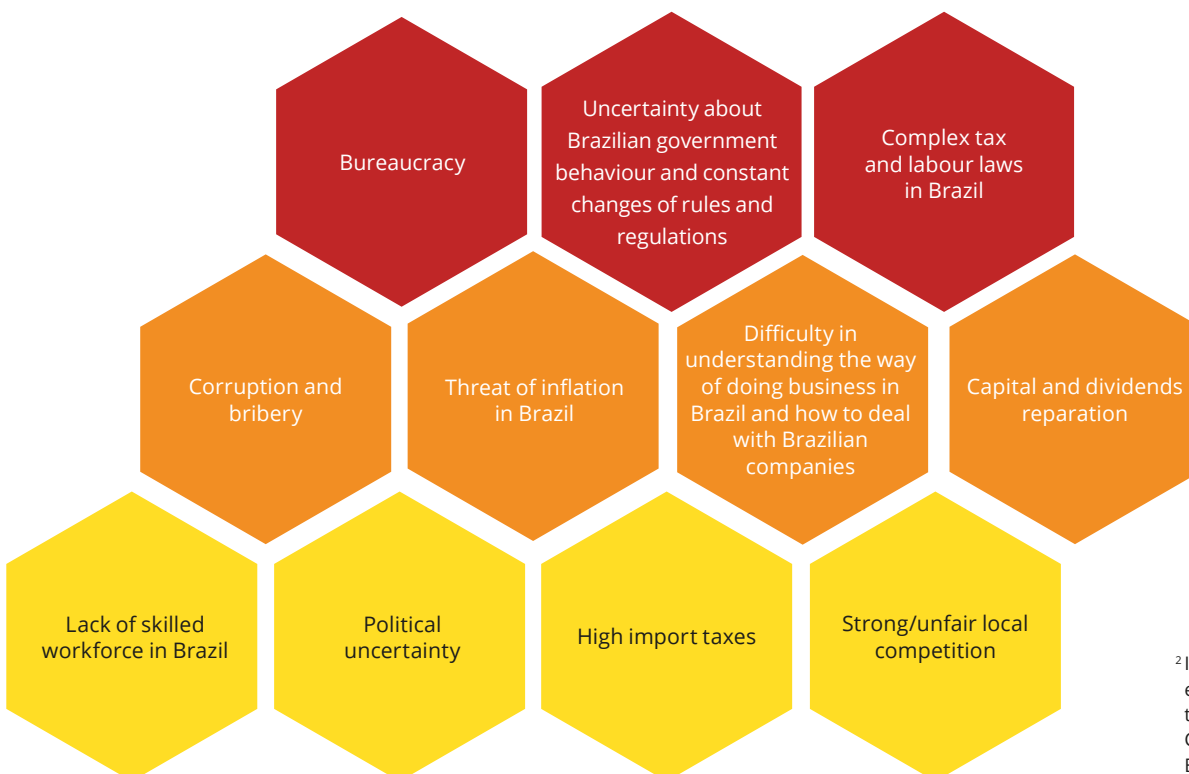 Bureaucracy
Uncertainty about
Brazilian government
behaviour and constant
changes of rules and
regulations
Complex tax
and labour laws
in Brazil
Corruption and
bribery
Threat of inflation
in Brazil
Difficulty in
understanding the way
of doing business in
Brazil and how to deal
with Brazilian
companies
Capital and dividends
reparation
Lack of skilled
workforce in Brazil
Political
uncertainty
High import taxes
Strong/unfair local
competition
2